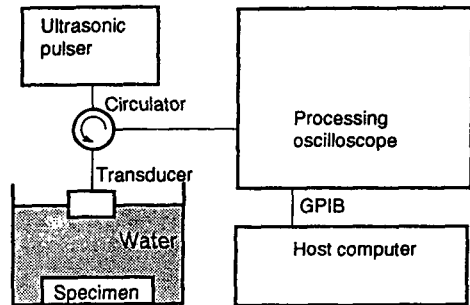 Ultrasonic
pulser
Circulator
Processing
oscilloscope
Transducer
GPIB
Water
Host computer
Specimen